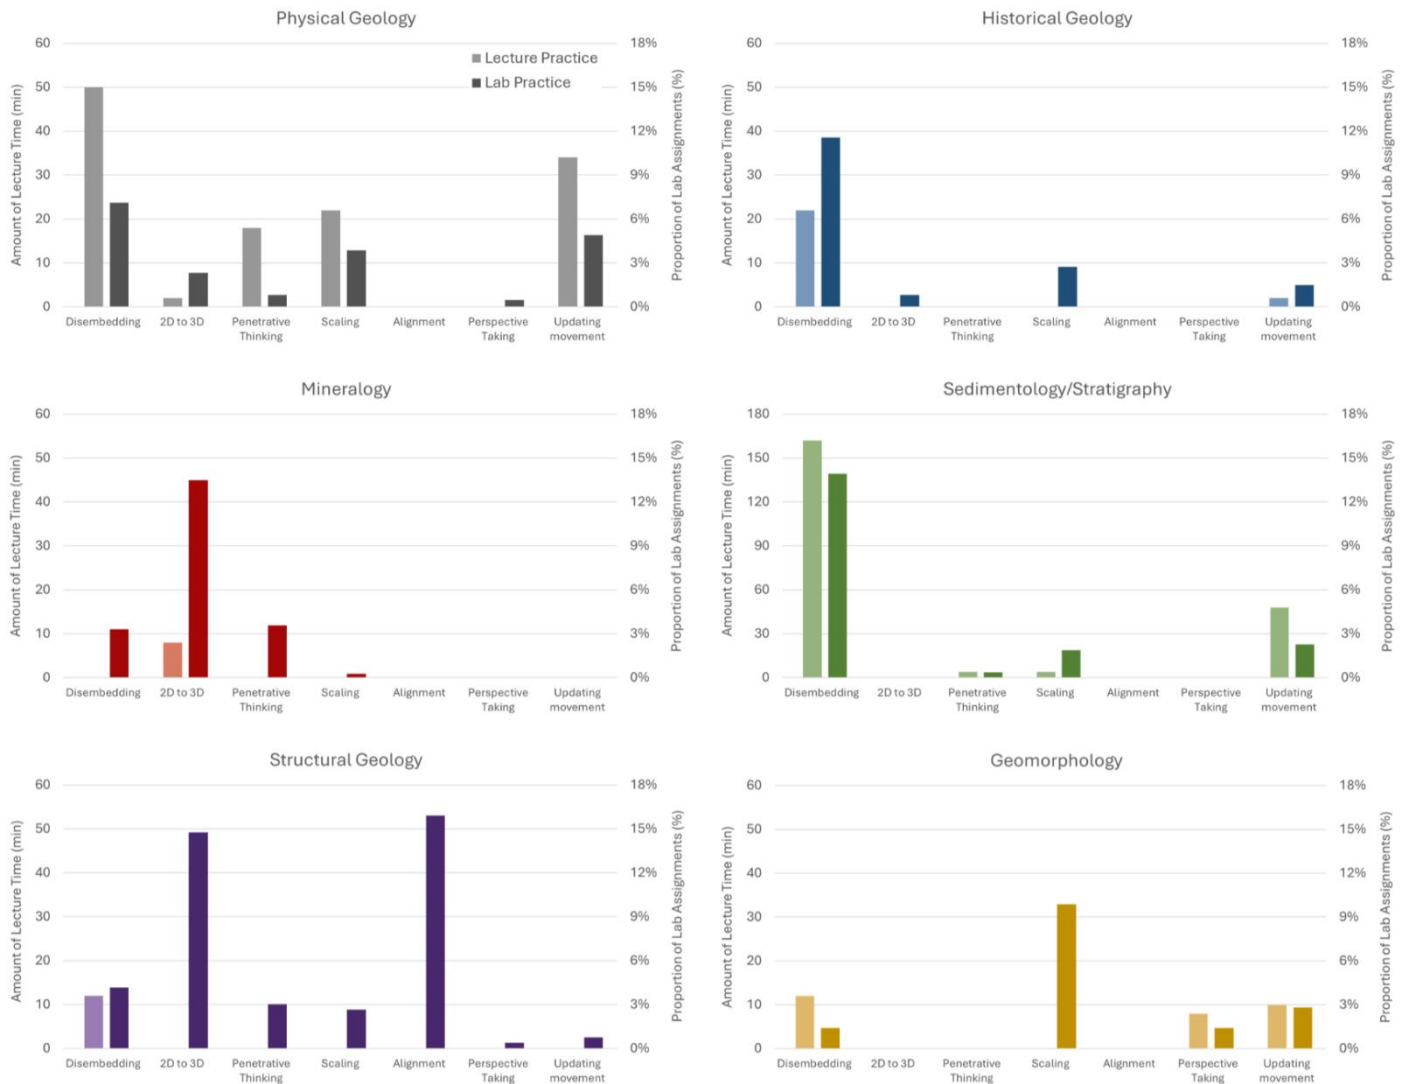 Physical Geology
60
50
40
30
20
10
0
Amount of Lecture Time (min)
18%
15%
12%
9%
6%
3%
0%
Proportion of Lab Assignments (%)
Lecture Practice
Lab Practice
Disembedding 2D to 3D Penetrative Scaling Alignment Perspective Updating
Thinking Taking movement
Historical Geology
60
50
40
30
20
10
0
Amount of Lecture Time (min)
18%
15%
12%
9%
6%
3%
0%
Proportion of Lab Assignments (%)
Disembedding 2D to 3D Penetrative Scaling Alignment Perspective Updating
Thinking Taking movement
Mineralogy
60
50
40
30
20
10
0
Amount of Lecture Time (min)
18%
15%
12%
9%
6%
3%
0%
Proportion of Lab Assignments (%)
Disembedding 2D to 3D Penetrative Scaling Alignment Perspective Updating
Thinking Taking movement
Sedimentology/Stratigraphy
180
150
120
90
60
30
0
Amount of Lecture Time (min)
18%
15%
12%
9%
6%
3%
0%
Proportion of Lab Assignments (%)
Disembedding 2D to 3D Penetrative Scaling Alignment Perspective Updating
Thinking Taking movement
Structural Geology
60
50
40
30
20
10
0
Amount of Lecture Time (min)
18%
15%
12%
9%
6%
3%
0%
Proportion of Lab Assignments (%)
Disembedding 2D to 3D Penetrative Scaling Alignment Perspective Updating
Thinking Taking movement
Geomorphology
60
50
40
30
20
10
0
Amount of Lecture Time (min)
18%
15%
12%
9%
6%
3%
0%
Proportion of Lab Assignments (%)
Disembedding 2D to 3D Penetrative Scaling Alignment Perspective Updating
Thinking Taking movement